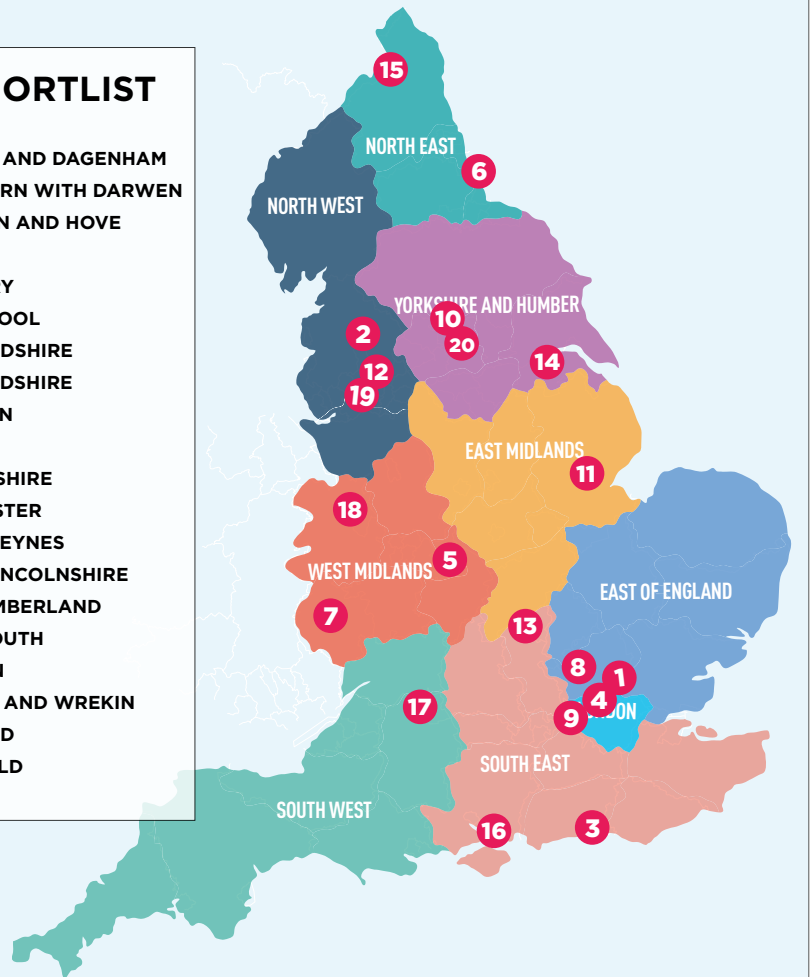 ORTLIST
AND DAGENHAM
RN WITH DARWEN
N AND HOVE
RY
OOL
DSHIRE
DSHIRE
N
SHIRE
STER
EYNES
NCOLNSHIRE
MBERLAND
OUTH
AND WREKIN
D
LD
15
NORTH EAST
6
NORTH WEST
YORKSHIRE AND HUMBER
10
2
20
14
12
19
EAST MIDLANDS
11
18
5
WEST MIDLANDS
EAST OF ENGLAND
7
13
8
1
4
17
9
DON
SOUTH EAST
SOUTH WEST
16
3